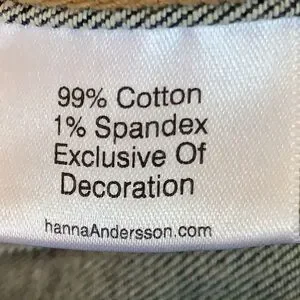 99% Cotton
1% Spandex
Exclusive Of
Decoration
hannaAndersson.com